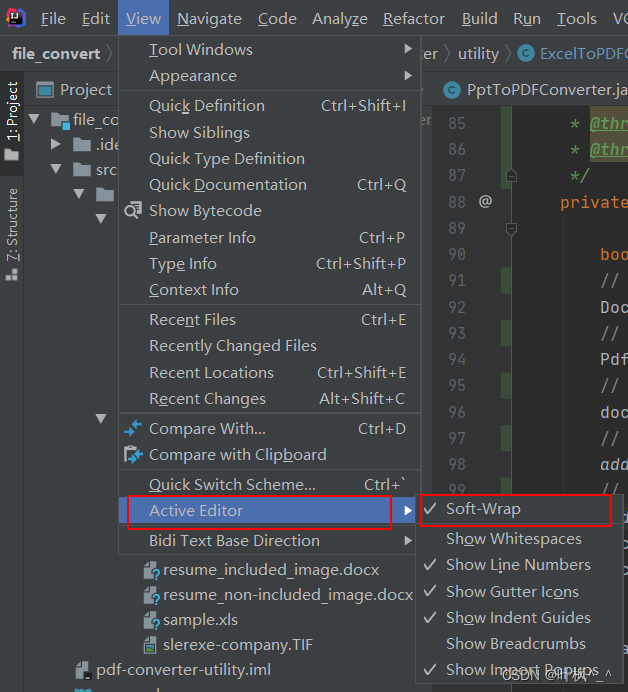 File Edit View Navigate Code Analyze Refactor Build Run Tools VC
file_convert
Tool Windows
Appearance
Quick Definition Ctrl+Shift+I
Show Siblings
Quick Type Definition
Quick Documentation Ctrl+Q
Show Bytecode
Parameter Info Ctrl+P
Type Info Ctrl+Shift+P
Context Info Alt+Q
Recent Files Ctrl+E
Recently Changed Files
Recent Locations Ctrl+Shift+E
Recent Changes Alt+Shift+C
Compare With... Ctrl+D
Compare with Clipboard
Quick Switch Scheme... Ctrl+`
Active Editor
Bidi Text Base Direction
Soft-Wrap
Show Whitespaces
Show Line Numbers
Show Gutter Icons
Show Indent Guides
Show Breadcrumbs
Show Import Popups
ter utility ExcelToPDFC
PptToPDFConverter.ja
1: Project
Z: Structure
Project
file_co
.ide
src
resume_included_image.docx
resume_non-included_image.docx
sample.xls
slerexe-company.TIF
pdf-converter-utility.iml
85 * @thr
86 * @thr
87 */
88 @ private
89
90 boo
91 //
92 Doc
93 //
94 Pdf
95 //
96 doc
97 //
98 add
99 //